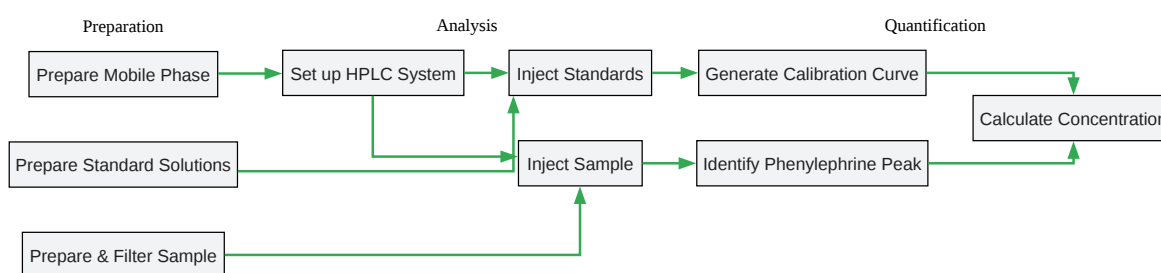 Preparation
Analysis
Quantification
Prepare Mobile Phase
Set up HPLC System
Inject Standards
Generate Calibration Curve
Calculate Concentration
Prepare Standard Solutions
Inject Sample
Identify Phenylephrine Peak
Prepare & Filter Sample